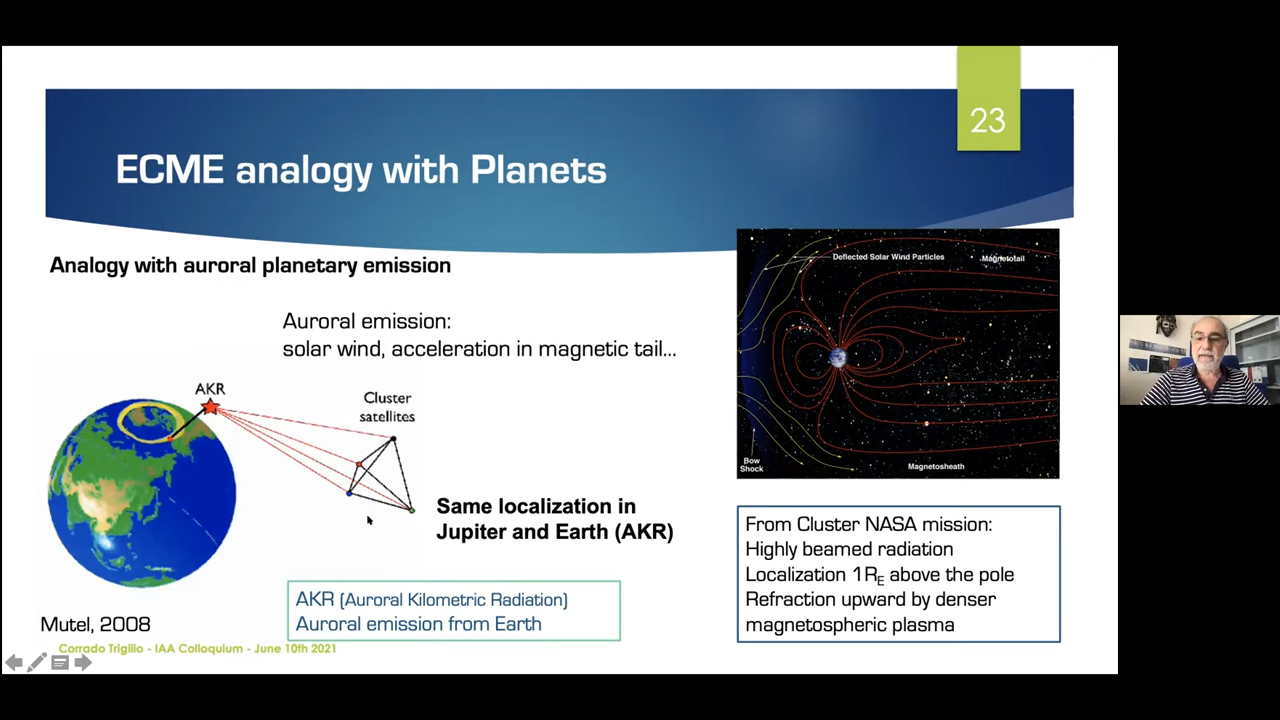 23
ECME analogy with Planets
Analogy with auroral planetary emission
Auroral emission:
solar wind, acceleration in magnetic tail...
AKR
Cluster
satellites
Same localization in
Jupiter and Earth (AKR)
AKR (Auroral Kilometric Radiation)
Auroral emission from Earth
Mutel, 2008
Corrado Trigilio - IAA Colloquium - June 10th 2021
Deflected Solar Wind Particles
Magnetotail
Bow
Shock
Magnetosheath
From Cluster NASA mission:
Highly beamed radiation
Localization 1RE above the pole
Refraction upward by denser
magnetospheric plasma